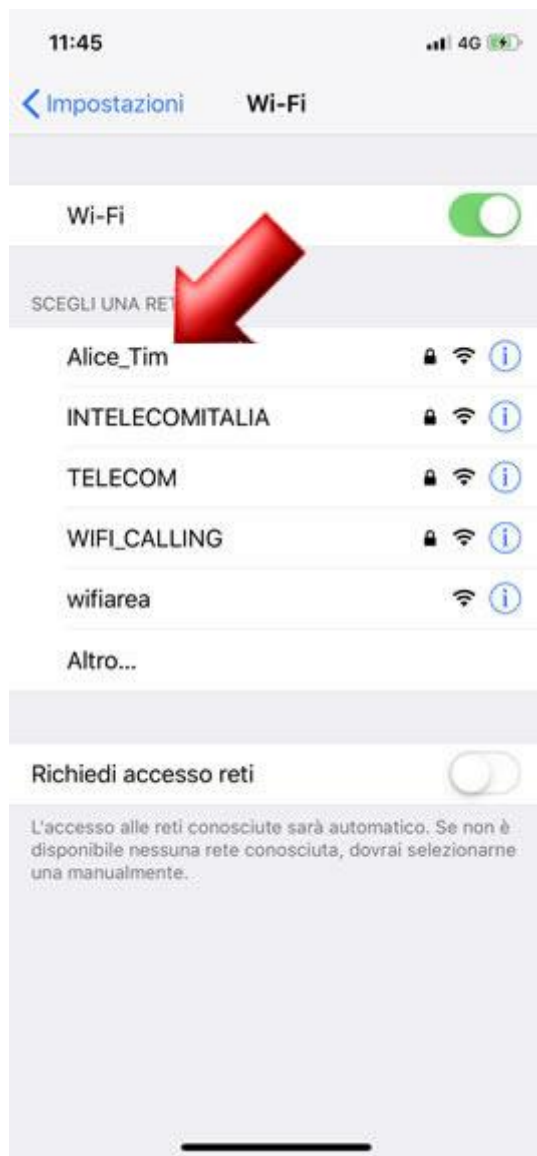 11:45
4G
Impostazioni
Wi-Fi
Wi-Fi
SCEGLI UNA
Alice_Tim
INTELECOMITALIA
TELECOM
WIFI_CALLING
wifiarea
Altro...
Richiedi accesso reti
L'accesso alle reti conosciute sarà automatico. Se non è
disponibile nessuna rete conosciuta, dovrai selezionarne
una manualmente.